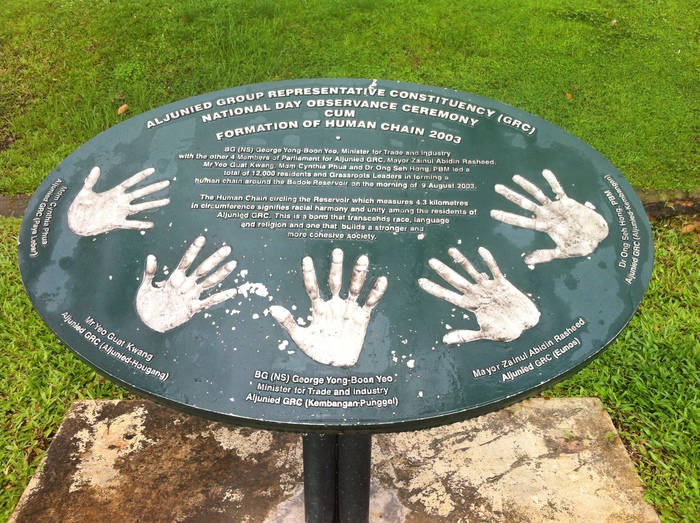 ALJUNIED GROUP REPRESENTATIVE CONSTITUENCY (GRC)
NATIONAL DAY OBSERVANCE CEREMONY
CUM
FORMATION OF HUMAN CHAIN 2003
BG (NS) George Yong-Boon Yeo, Minister for Trade and Industry
with the other 4 Members of Parliament for Aljunied GRC, Mayor Zainul Abidin Rasheed,
Mr Yeo Guat Kwang, Mdm Cynthia Phua and Dr Ong Seh Hong, PBM led a
total of 12,000 residents and Grassroots Leaders in forming a
human chain around the Bedok Reservoir on the morning of 9 August 2003.
The Human Chain circling the Reservoir which measures 4.3 kilometres
in circumference signifies racial harmony and unity among the residents of
Aljunied GRC. This is a bond that transcends race, language
and religion and one that builds a stronger and
more cohesive society.
Mdm Cynthia Phua
Aljunied GRC (Paya Lebar)
Mr Yeo Guat Kwang
Aljunied GRC (Aljunied-Hougang)
BG (NS) George Yong-Boon Yeo
Minister for Trade and Industry
Aljunied GRC (Kembangan-Punggol)
Mayor Zainul Abidin Rasheed
Aljunied GRC (Eunos)
Dr Ong Seh Hong, PBM
Aljunied GRC (Aljunied-Kembangan)